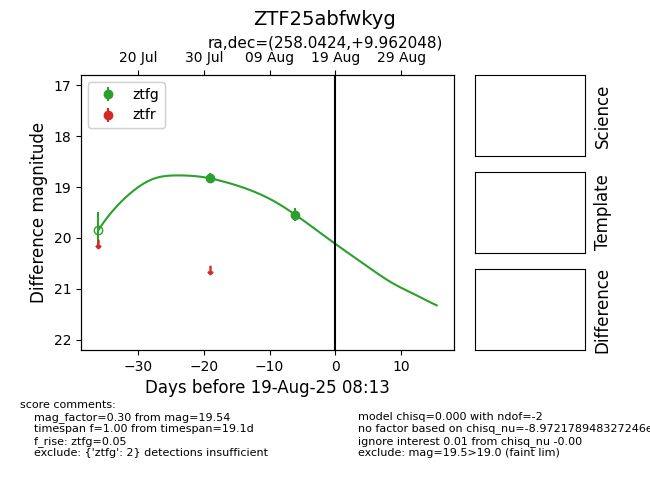 ZTF25abfwkyg
ra,dec=(258.0424,+9.962048)
20 Jul 30 Jul 09 Aug 19 Aug 29 Aug
17
18
19
20
21
22
Difference magnitude
ztfg
ztfr
−30 −20 −10 0 10
Days before 19-Aug-25 08:13
Science
Template
Difference
score comments:
mag_factor=0.30 from mag=19.54
timespan f=1.00 from timespan=19.1d
f_rise: ztfg=0.05
exclude: {'ztfg': 2} detections insufficient
model chisq=0.000 with ndof=-2
no factor based on chisq_nu=-8.972178948327246e
ignore interest 0.01 from chisq_nu -0.00
exclude: mag=19.5>19.0 (faint lim)